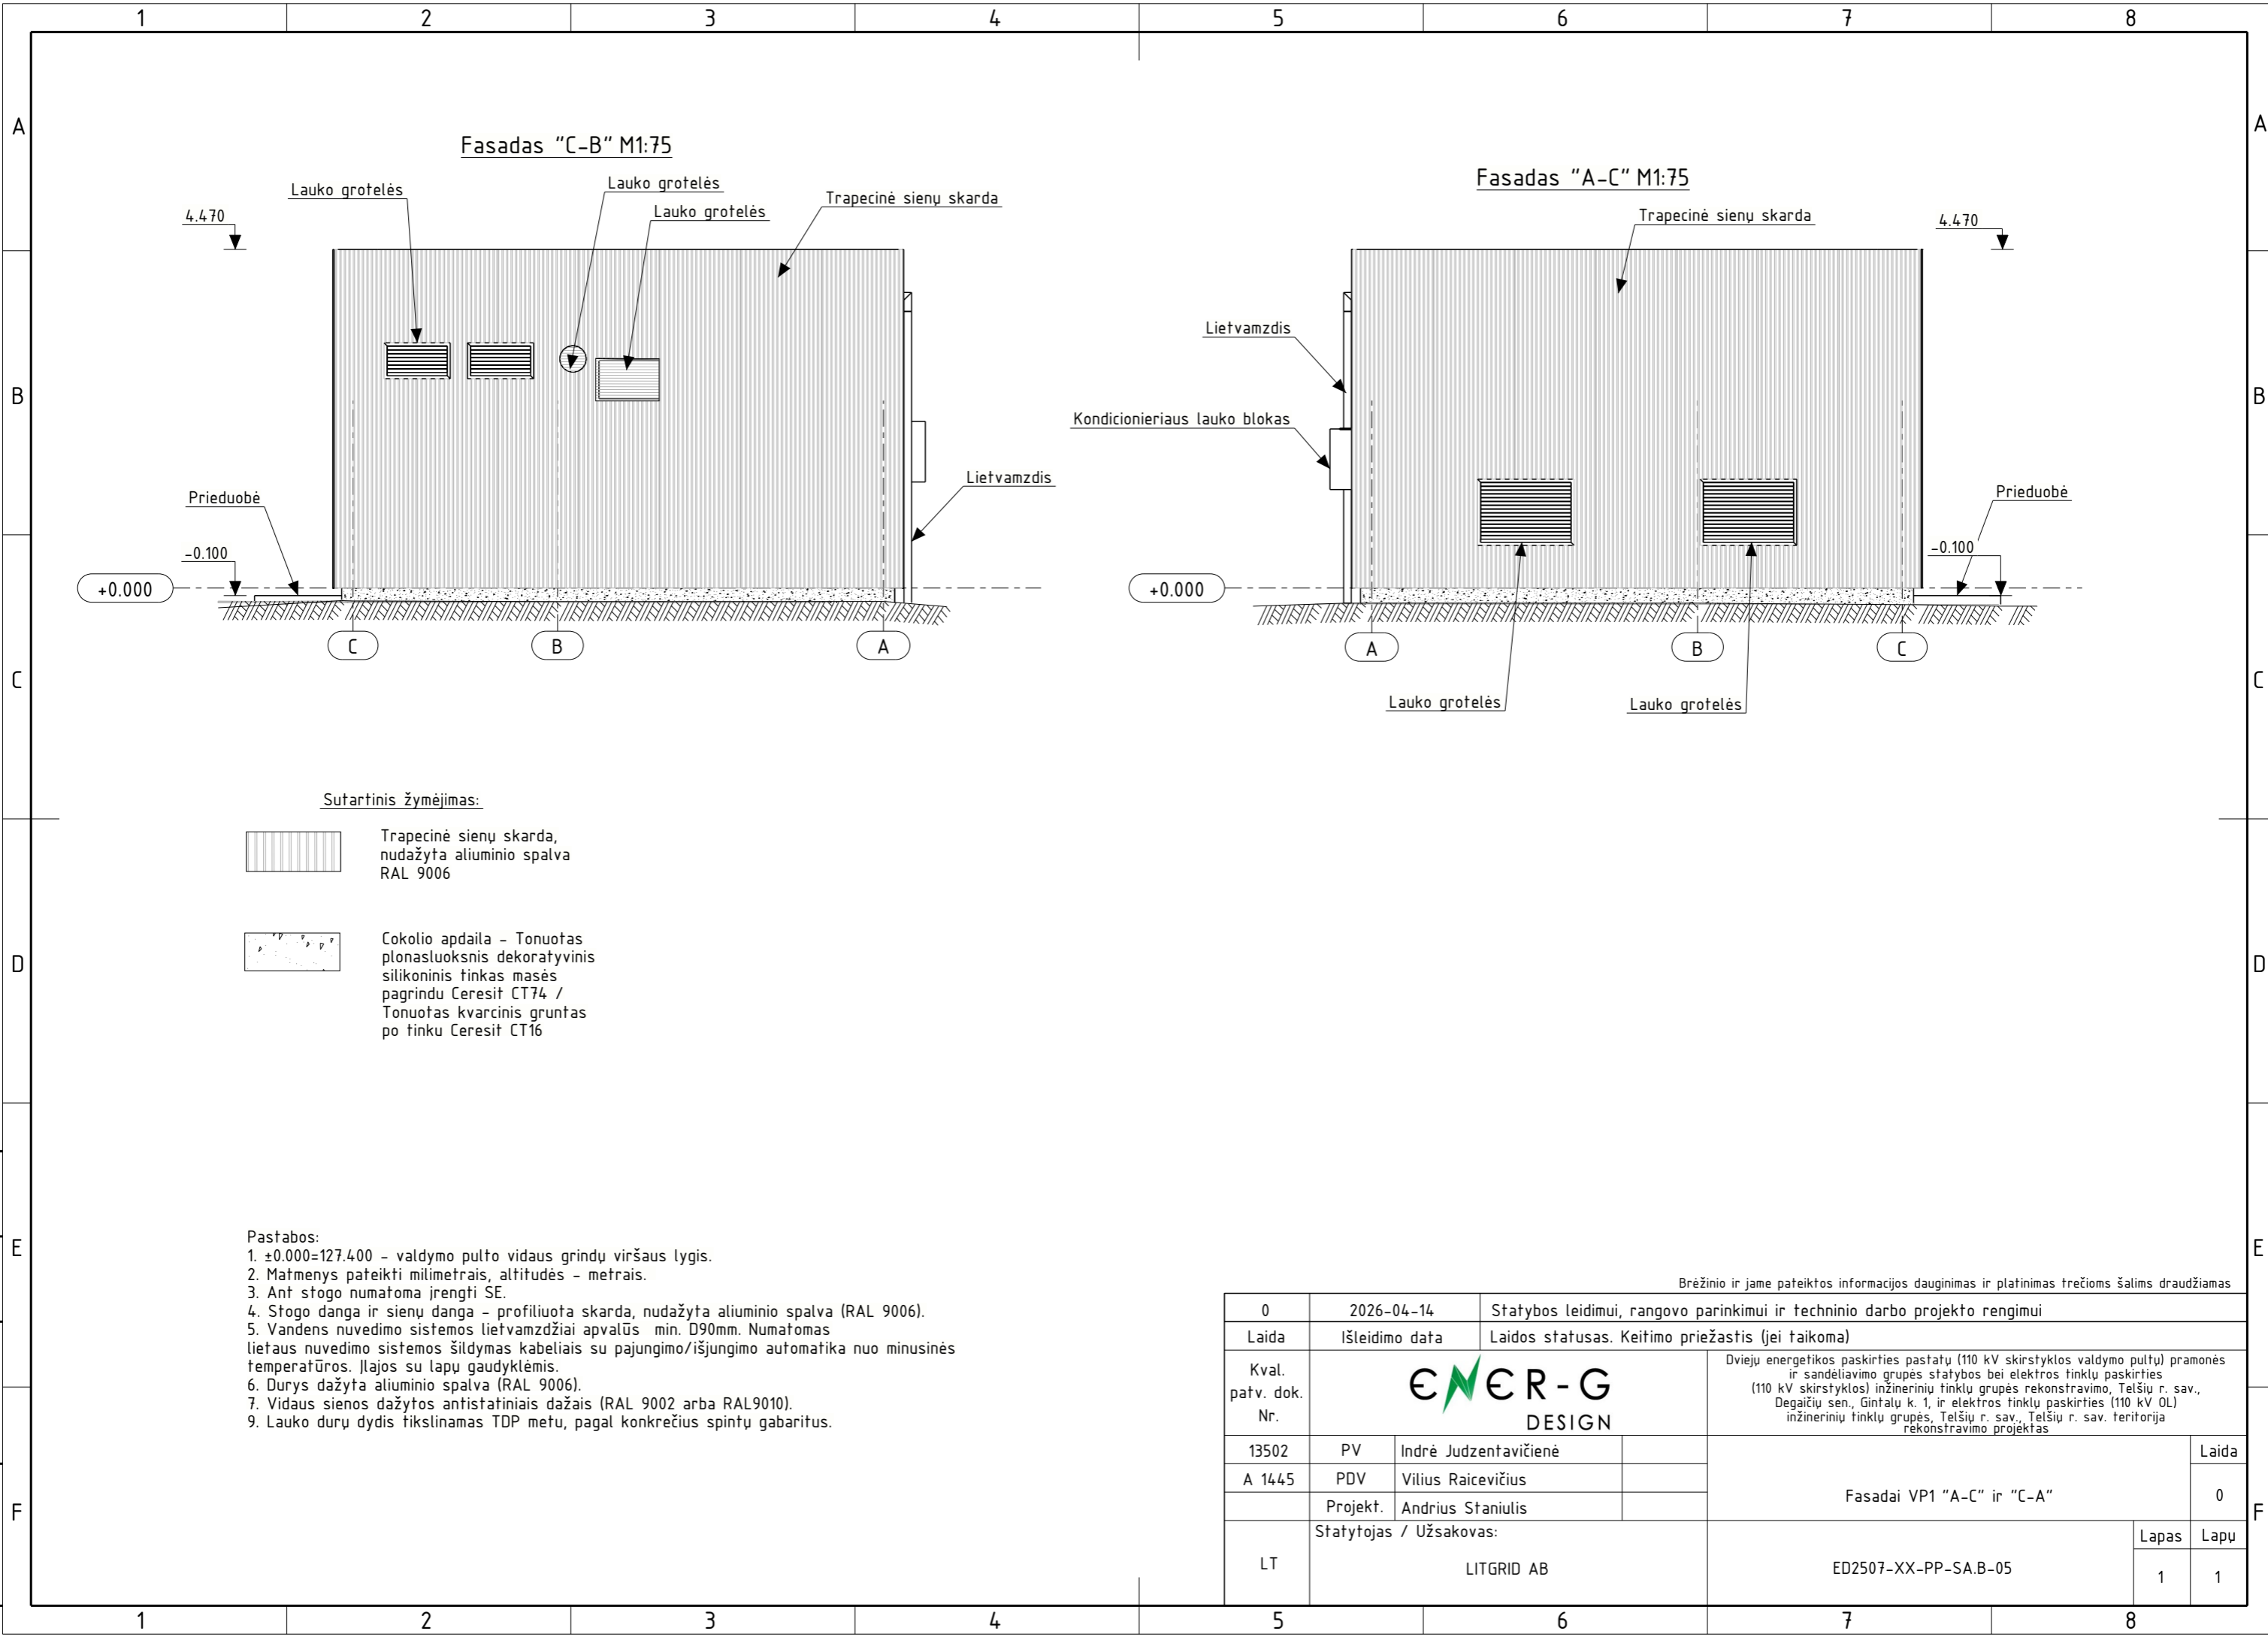 1 2 3 4 5 6 7 8
A
A
B
B
C
C
D
D
E
E
F
F
Fasadas "C-B" M1:75
Lauko grotelės
Lauko grotelės
Lauko grotelės
Trapecinė sienų skarda
4.470
Prieduobė
-0.100
+0.000
Lietvamzdis
C
B
A
Fasadas "A-C" M1:75
Trapecinė sienų skarda
4.470
Lietvamzdis
Kondicionieriaus lauko blokas
Prieduobė
-0.100
+0.000
A
B
C
Lauko grotelės
Lauko grotelės
Sutartinis žymėjimas:
Trapecinė sienų skarda,
nudažyta aliuminio spalva
RAL 9006
Cokolio apdaila - Tonuotas
plonasluoksnis dekoratyvinis
silikoninis tinkas masės
pagrindu Ceresit CT74 /
Tonuotas kvarcinis gruntas
po tinku Ceresit CT16
Pastabos:
1. ±0.000=127.400 - valdymo pulto vidaus grindų viršaus lygis.
2. Matmenys pateikti milimetrais, altitudės - metrais.
3. Ant stogo numatoma įrengti SE.
4. Stogo danga ir sienų danga - profiliuota skarda, nudažyta aliuminio spalva (RAL 9006).
5. Vandens nuvedimo sistemos lietvamzdžiai apvalūs min. D90mm. Numatomas
lietaus nuvedimo sistemos šildymas kabeliais su pajungimo/išjungimo automatika nuo minusinės
temperatūros. Įlajos su lapų gaudyklėmis.
6. Durys dažyta aliuminio spalva (RAL 9006).
7. Vidaus sienos dažytos antistatiniais dažais (RAL 9002 arba RAL9010).
9. Lauko durų dydis tikslinamas TDP metu, pagal konkrečius spintų gabaritus.
Brėžinio ir jame pateiktos informacijos dauginimas ir platinimas trečioms šalims draudžiamas
0 2026-04-14 Statybos leidimui, rangovo parinkimui ir techninio darbo projekto rengimui
Laida Išleidimo data Laidos statusas. Keitimo priežastis (jei taikoma)
Kval.
patv. dok.
Nr.
ENER-G
DESIGN
Dviejų energetikos paskirties pastatų (110 kV skirstyklos valdymo pultų) pramonės
ir sandėliavimo grupės statybos bei elektros tinklų paskirties
(110 kV skirstyklos) inžinerinių tinklų grupės rekonstravimo, Telšių r. sav.,
Degaičių sen., Gintalų k. 1, ir elektros tinklų paskirties (110 kV OL)
inžinerinių tinklų grupės, Telšių r. sav., Telšių r. sav. teritorija
rekonstravimo projektas
13502 PV Indrė Judzentavičienė
A 1445 PDV Vilius Raicevičius
Projekt. Andrius Staniulis
Fasadai VP1 "A-C" ir "C-A"
Laida
0
LT
Statytojas / Užsakovas:
LITGRID AB
ED2507-XX-PP-SA.B-05
Lapas Lapų
1 1
1 2 3 4 5 6 7 8